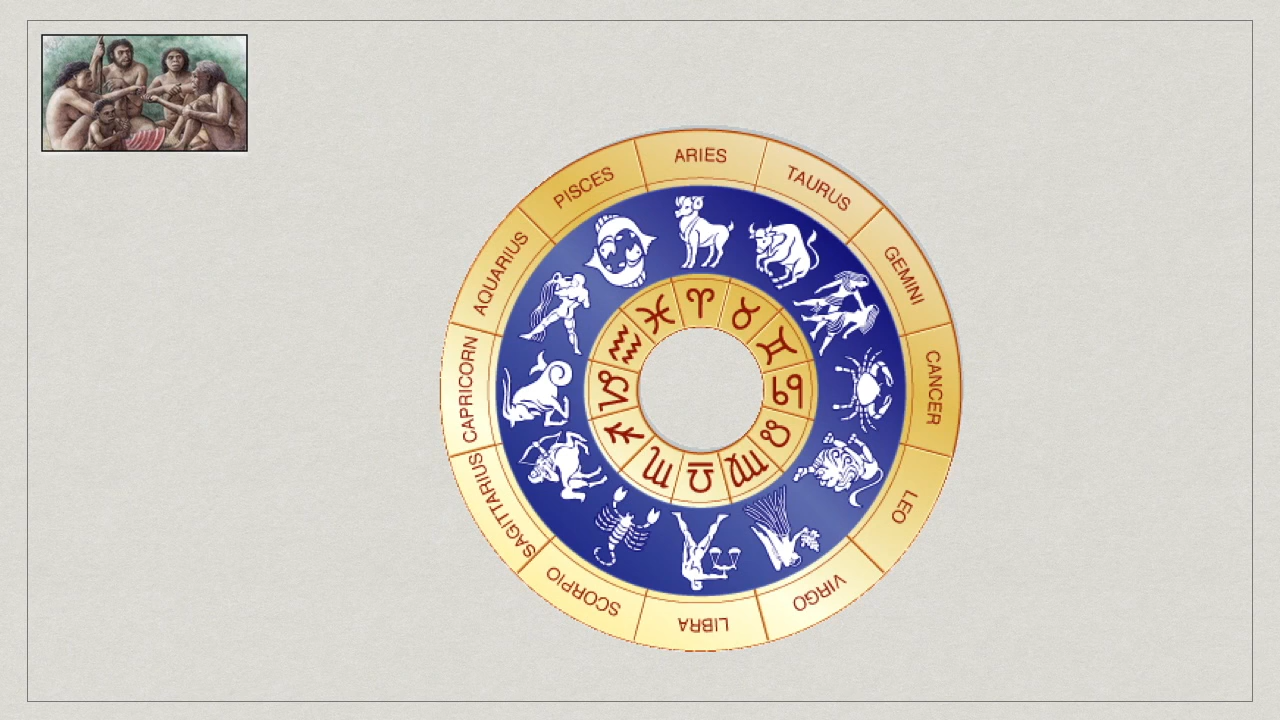 ARIES
TAURUS
GEMINI
CANCER
LEO
VIRGO
LIBRA
SCORPIO
SAGITTARIUS
CAPRICORN
AQUARIUS
PISCES
♈
♉
♊
♋
♌
♍
♎
♏
♐
♑
♒
♓